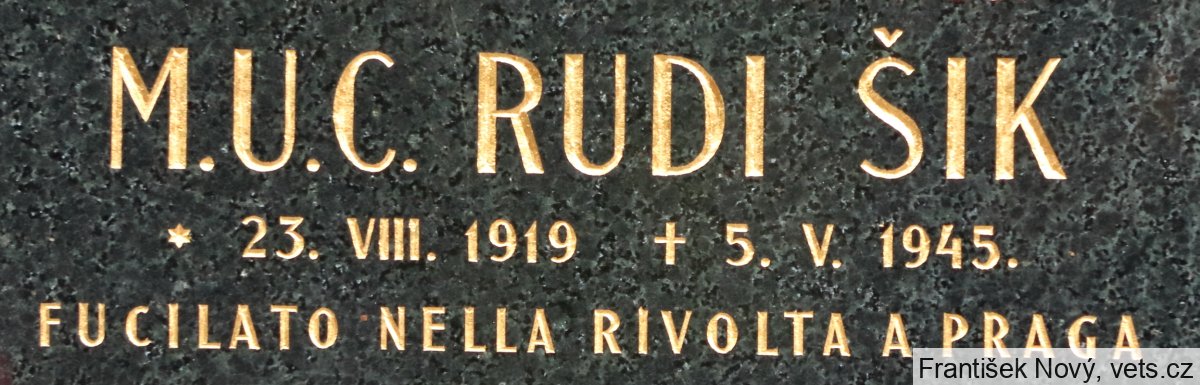 M.U.C. RUDI ŠIK
* 23. VIII. 1919 ✝ 5. V. 1945.
FUCILATO NELLA RIVOLTA A PRAGA
František Nový, vets.cz